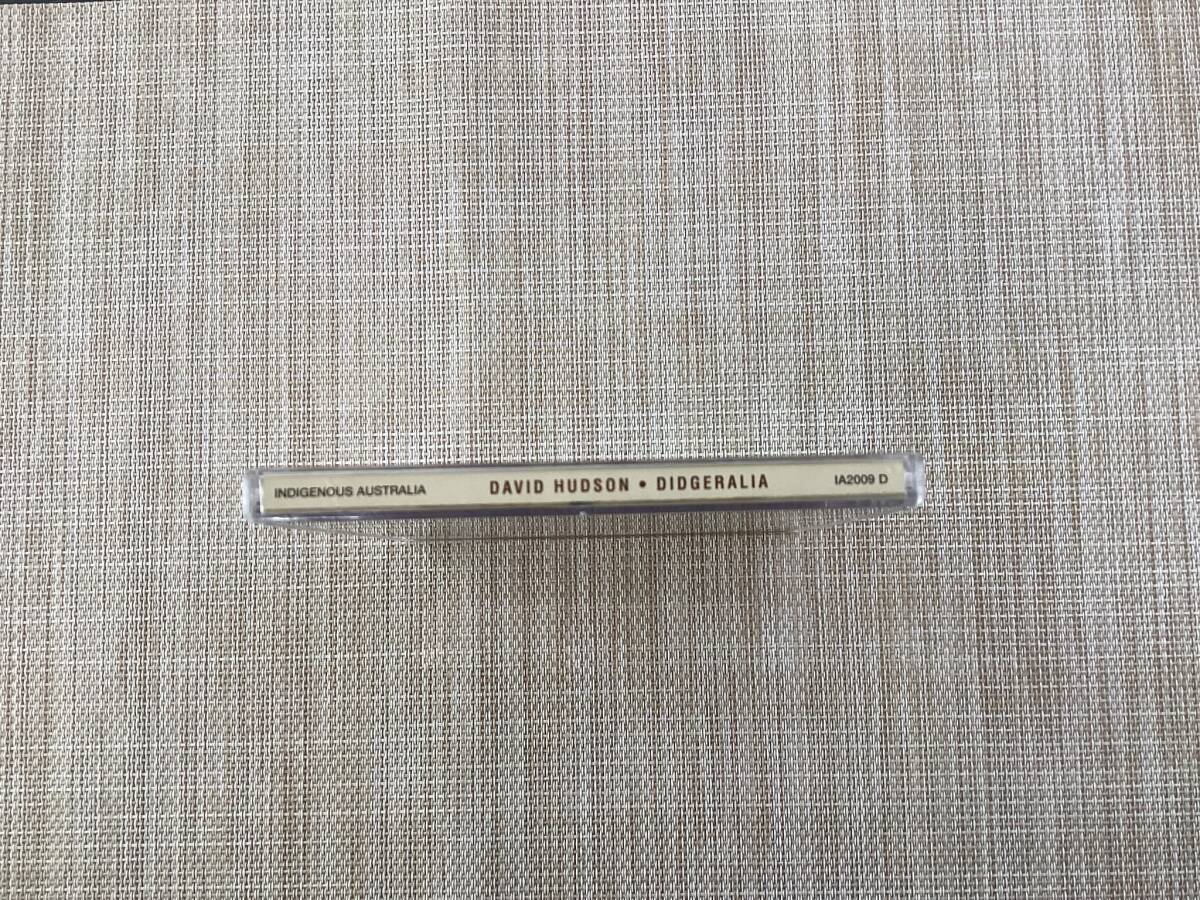 INDIGENOUS AUSTRALIA DAVID HUDSON • DIDGERALIA IA2009 D